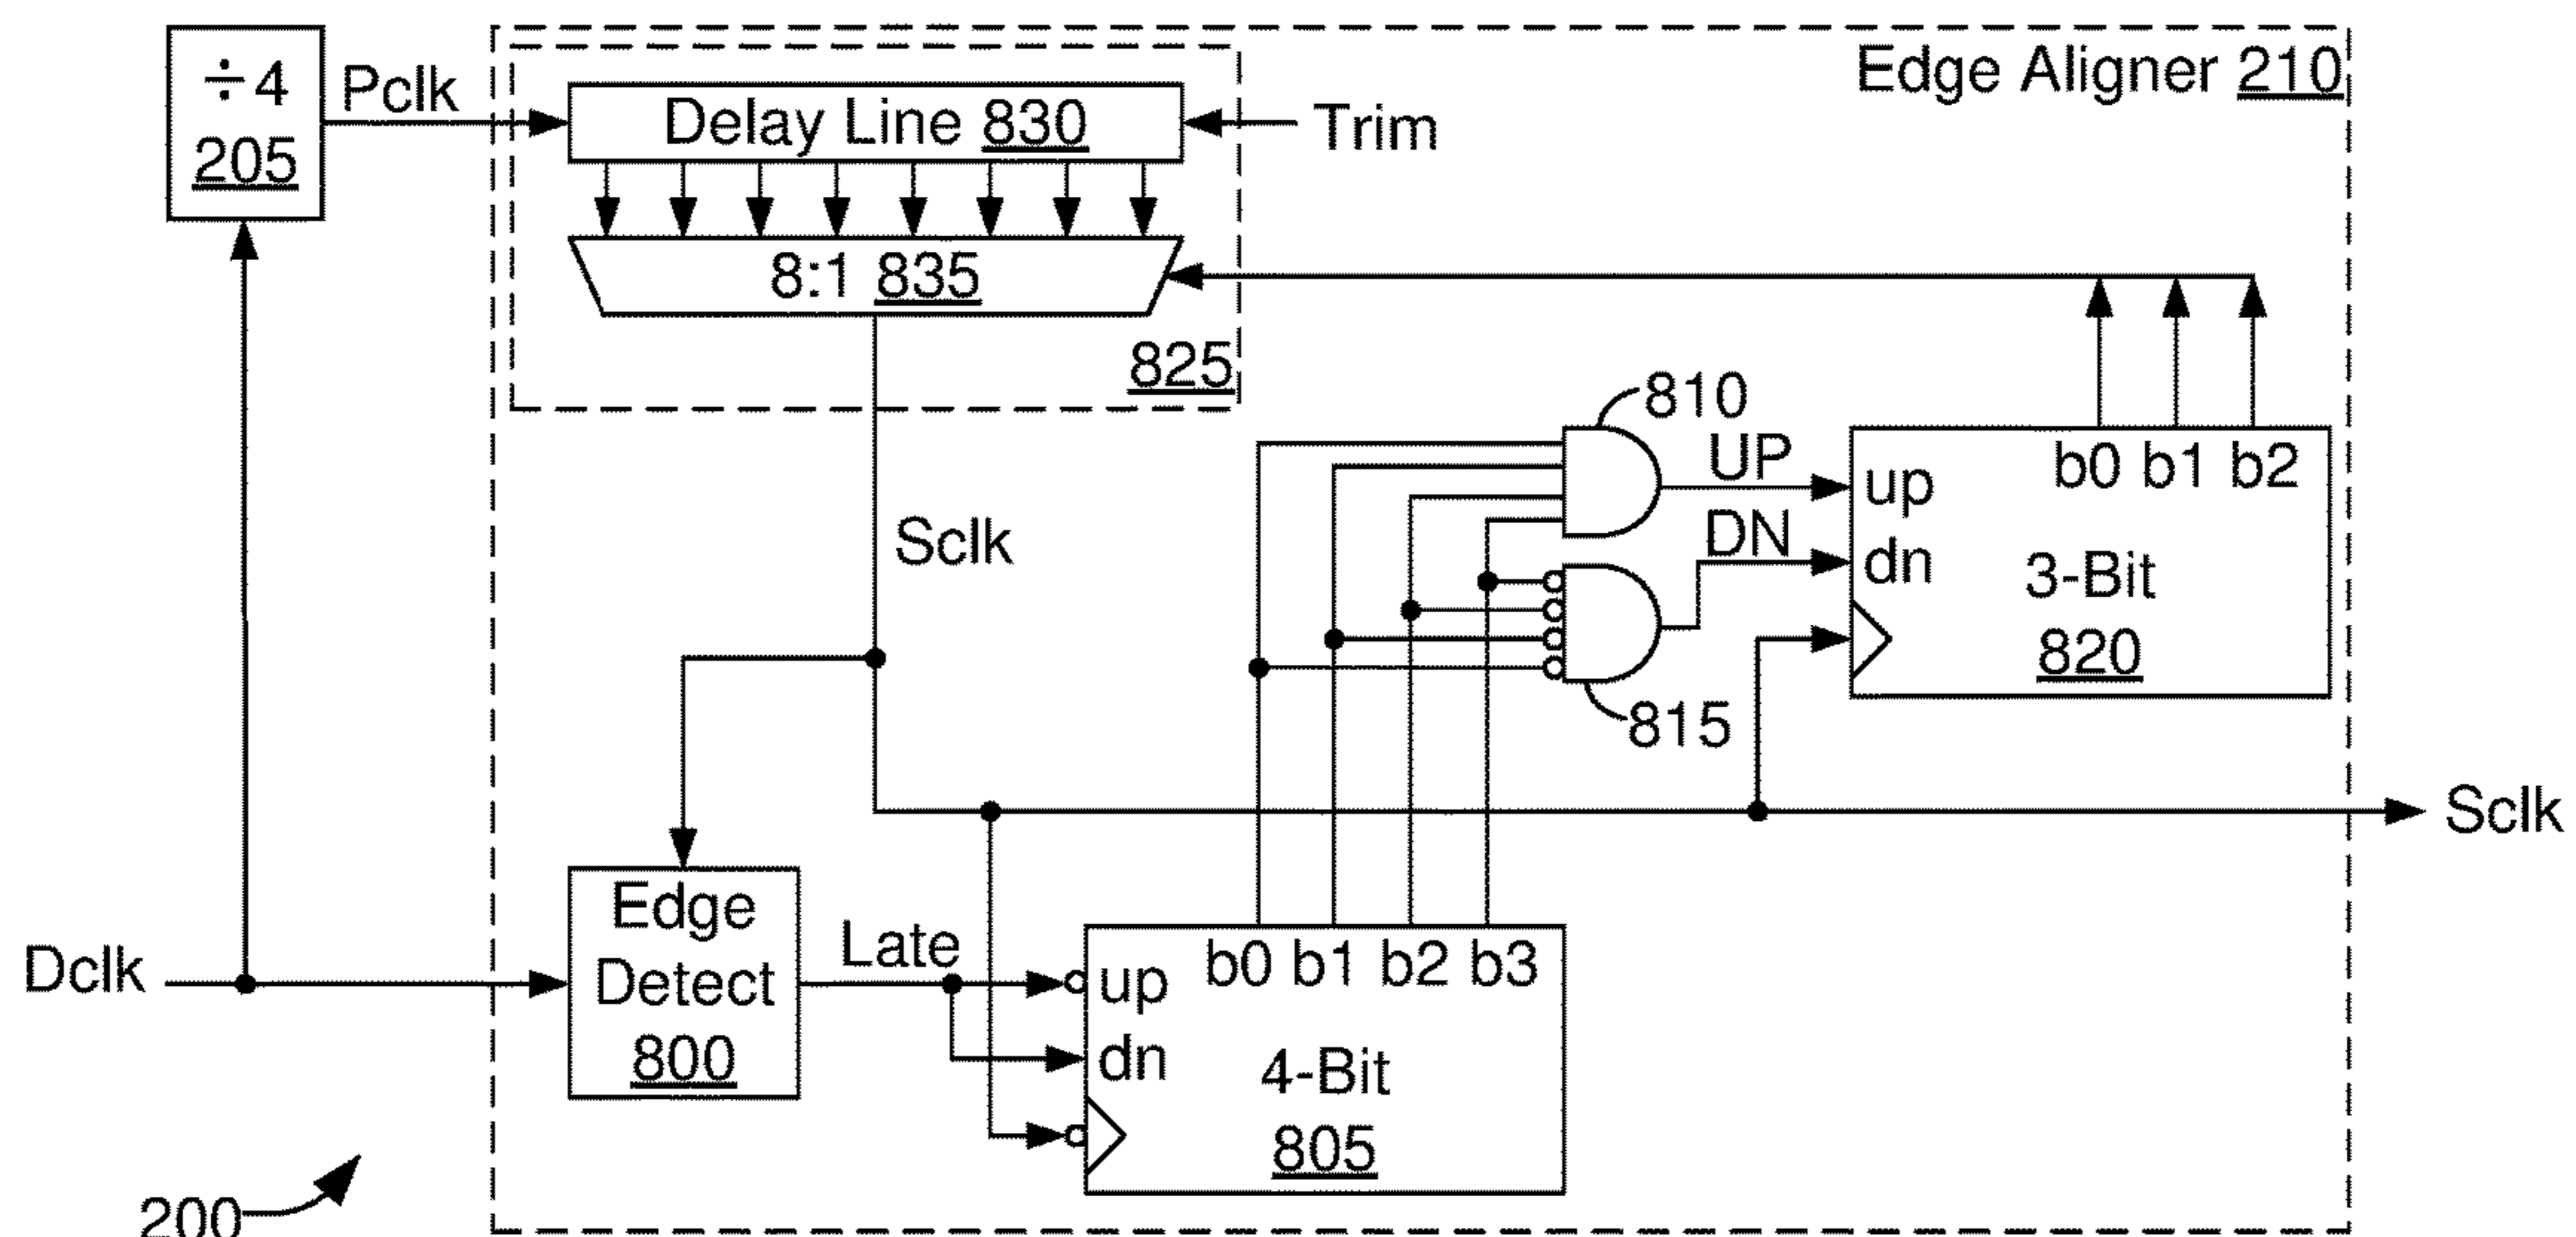 ÷4
205
Pclk
Delay Line 830
Trim
Edge Aligner 210
8:1 835
825
810
UP
DN
815
up
dn
b0 b1 b2
3-Bit
820
Sclk
Sclk
Dclk
Edge
Detect
800
Late
up
dn
b0 b1 b2 b3
4-Bit
805
200